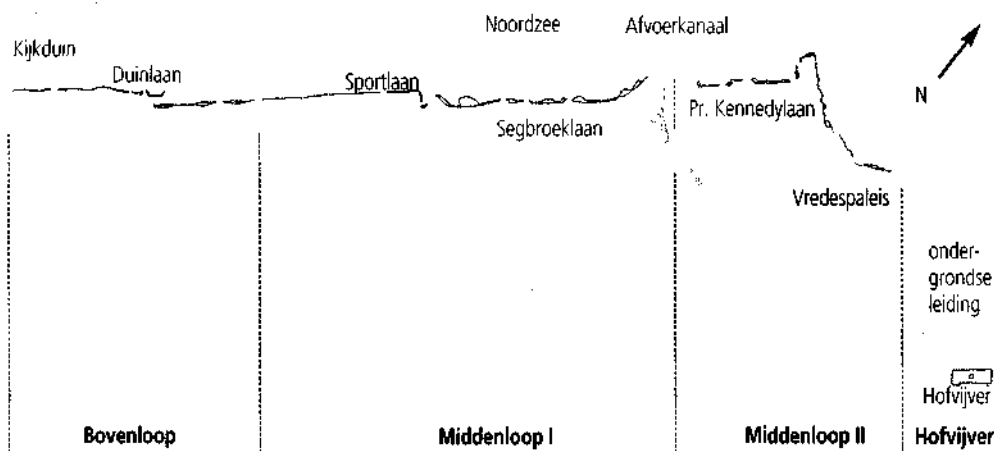 Noordzee
Afvoerkanaal
Kijkduin
Duinlaan
Sportlaan
N
Segbroeklaan
Pr. Kennedylaan
Vredespaleis
onder-
grondse
leiding
Hofvijver
Bovenloop
Middenloop I
Middenloop II
Hofvijver